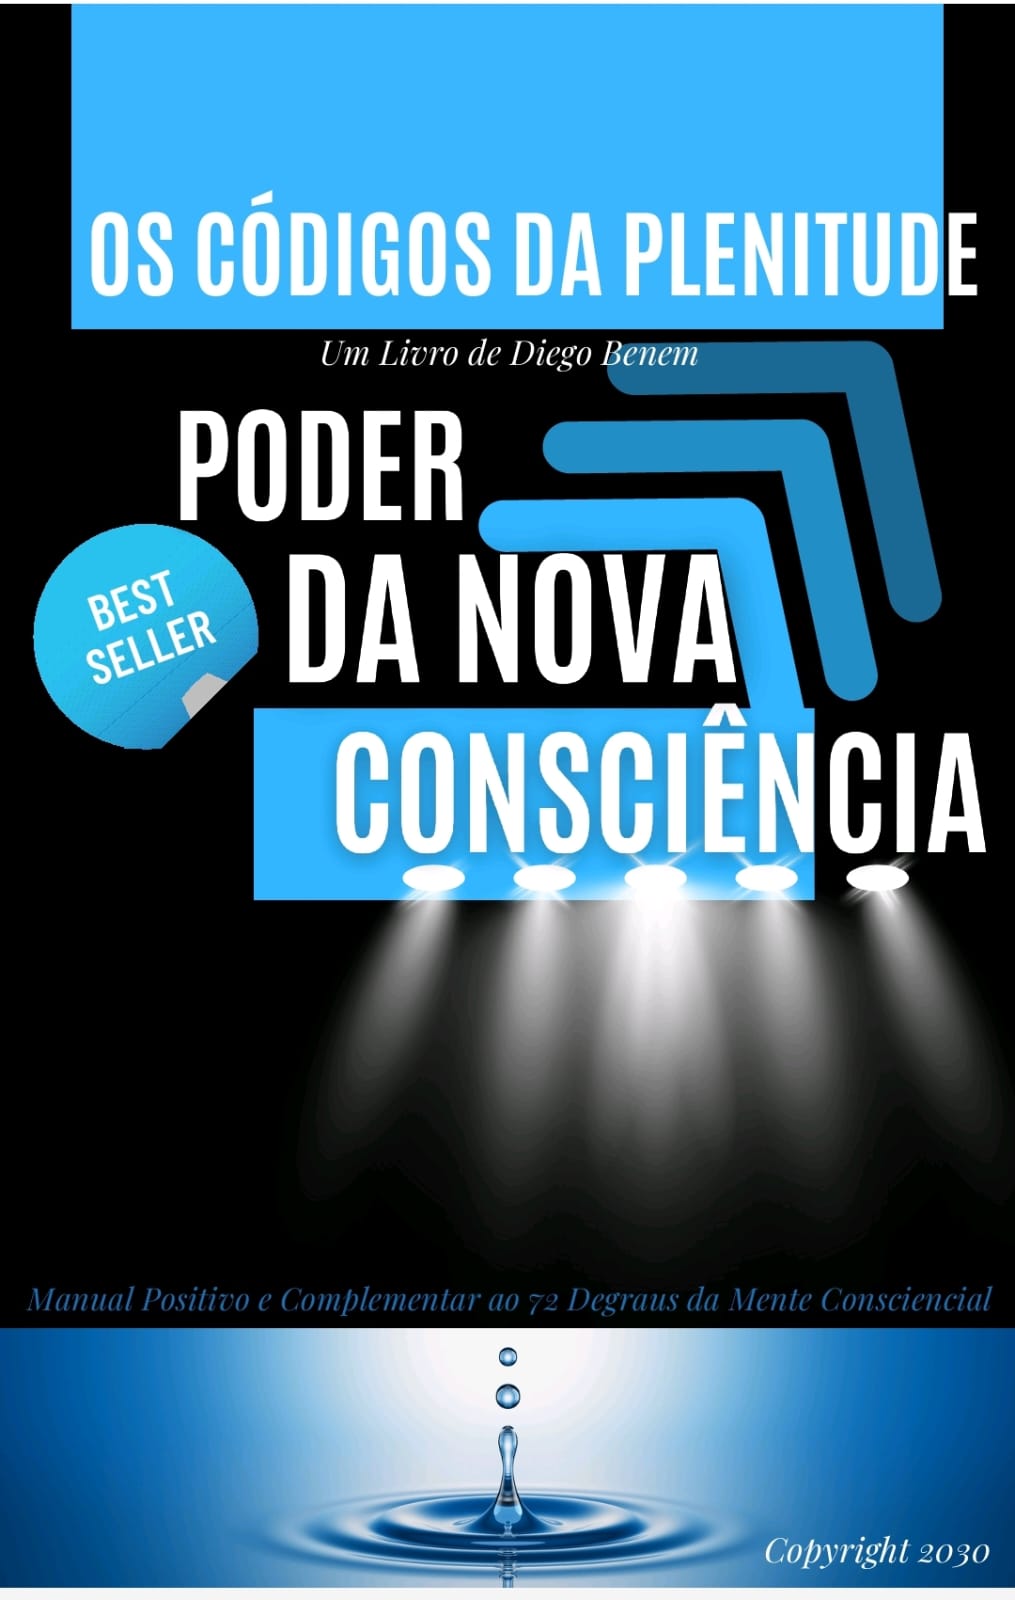 OS CÓDIGOS DA PLENITUDE
Um Livro de Diego Benem
PODER
DA NOVA
BEST
SELLER
CONSCIÊNCIA
Manual Positivo e Complementar ao 72 Degraus da Mente Consciencial
Copyright 2030